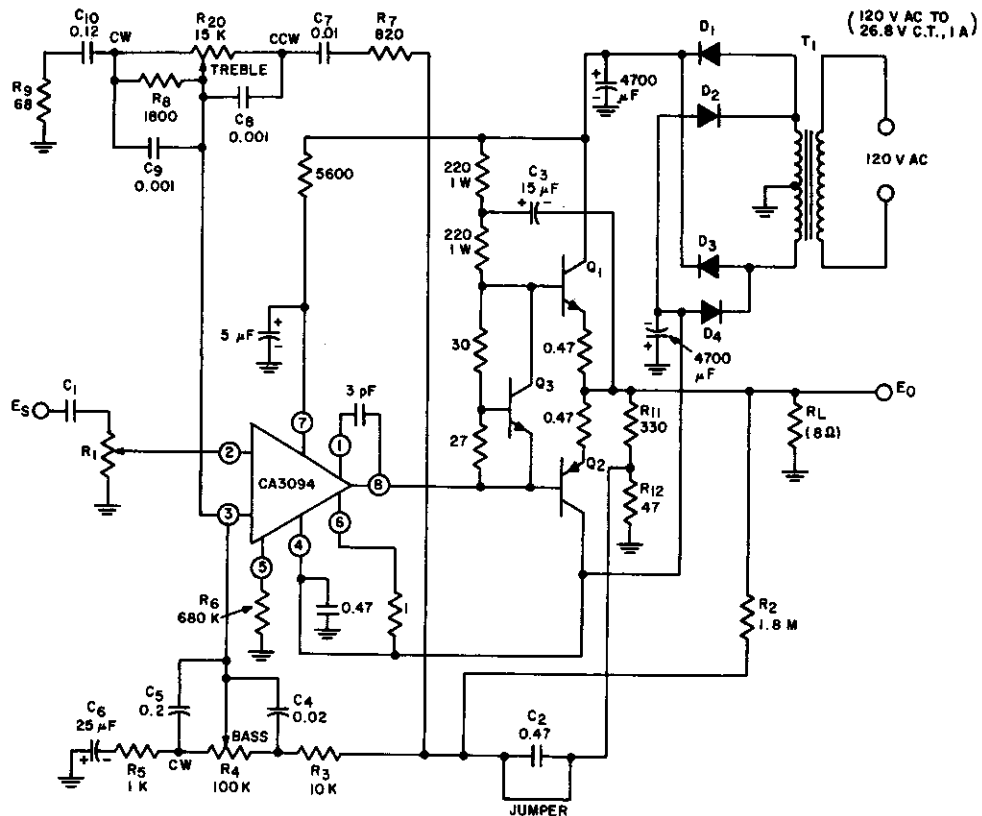 C10
0.12
CW
R20
15 K
CCW
C7
0.01
R7
820
TREBLE
R9
68
R8
1800
C8
0.001
C9
0.001
(120 V AC TO
26.8 V C.T., 1 A)
D1
T1
+
-
4700
µF
D2
120 V AC
D3
D4
-
+
4700
µF
5600
220
1 W
C3
15 µF
+ -
220
1 W
Q1
30
0.47
Q3
0.47
27
Q2
5 µF
+
-
3 pF
ES
C1
R1
2
7
1
CA3094
8
3
6
4
5
R6
680 K
0.47
1
R11
330
R12
47
RL
(8Ω)
EO
R2
1.8 M
C6
25 µF
+ -
C5
0.2
C4
0.02
BASS
R5
1 K
CW
R4
100K
R3
10 K
C2
0.47
JUMPER